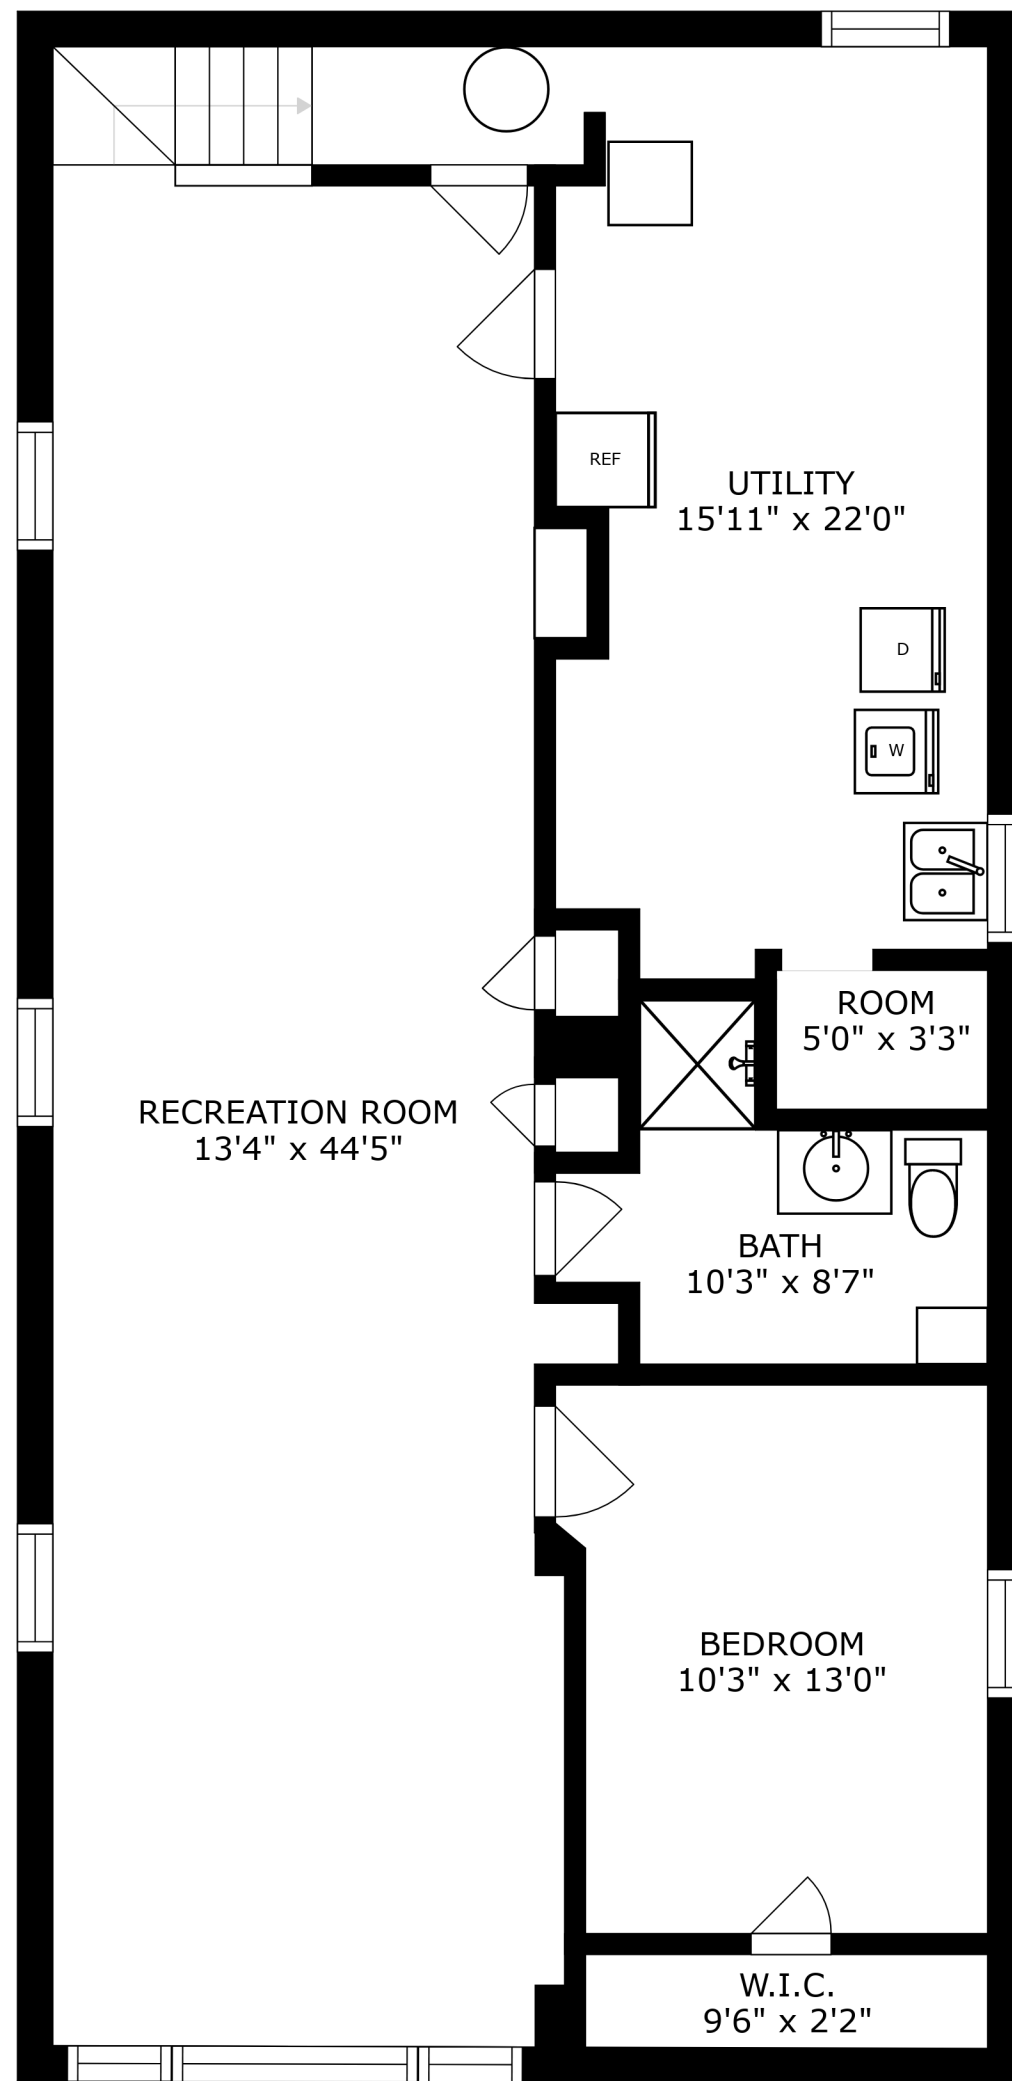 REF
UTILITY
15'11" x 22'0"
D
W
ROOM
5'0" x 3'3"
RECREATION ROOM
13'4" x 44'5"
BATH
10'3" x 8'7"
BEDROOM
10'3" x 13'0"
W.I.C.
9'6" x 2'2"